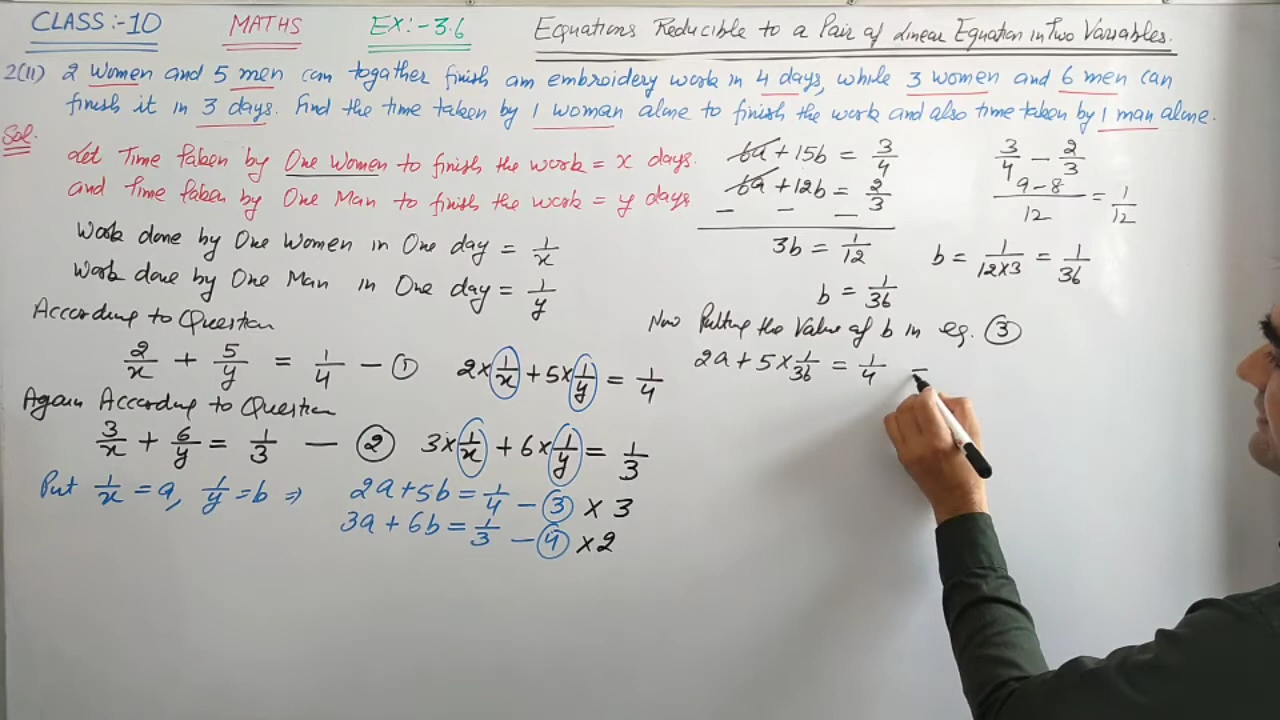 CLASS:-10 MATHS EX:-3.6 Equations Reducible to a Pair of Linear Equation in Two Variables.
2(ii) 2 Women and 5 men can togather finish am embroidery work in 4 days, while 3 women and 6 men can
finish it in 3 days. Find the time taken by 1 woman alone to finish the work and also time taken by 1 man alone.
Sol.
Let Time taken by One Women to finish the work = x days.
and time taken by One Man to finish the work = y days
Work done by One Women in One day = 1/x
Work done by One Man in One day = 1/y
According to Question
2/x + 5/y = 1/4 — ① 2×1/x + 5×1/y = 1/4
Again According to Question
3/x + 6/y = 1/3 — ② 3×1/x + 6×1/y = 1/3
Put 1/x = a, 1/y = b ⇒ 2a + 5b = 1/4 — ③ × 3
3a + 6b = 1/3 — ④ × 2
6a + 15b = 3/4
6a + 12b = 2/3
— — —
3b = 1/12
b = 1/36
3/4 − 2/3
9−8/12 = 1/12
b = 1/12×3 = 1/36
Now Putting the Value of b in eq. ③
2a + 5×1/36 = 1/4 =